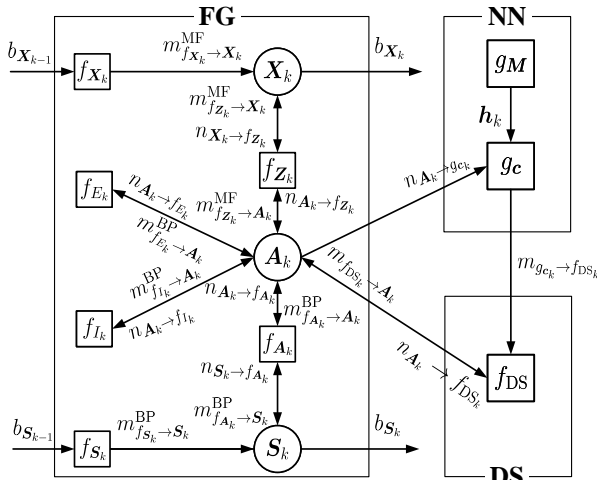 FG
NN
b_{X_{k-1}}
f_{X_k}
m^{MF}_{f_{X_k}→X_k}
X_k
b_{X_k}
g_M
m^{MF}_{f_{Z_k}→X_k}
h_k
n_{X_k→f_{Z_k}}
f_{Z_k}
g_c
n_{A_k→g_{c_k}}
f_{E_k}
n_{A_k→f_{E_k}}
m^{MF}_{f_{Z_k}→A_k}
n_{A_k→f_{Z_k}}
m^{BP}_{f_{E_k}→A_k}
A_k
m_{f_{DS_k}→A_k}
m_{g_{c_k}→f_{DS_k}}
m^{BP}_{f_{I_k}→A_k}
n_{A_k→f_{A_k}}
m^{BP}_{f_{A_k}→A_k}
f_{I_k}
n_{A_k→f_{I_k}}
f_{A_k}
n_{A_k→f_{DS_k}}
n_{S_k→f_{A_k}}
f_{DS}
m^{BP}_{f_{A_k}→S_k}
b_{S_{k-1}}
f_{S_k}
m^{BP}_{f_{S_k}→S_k}
S_k
b_{S_k}
DS